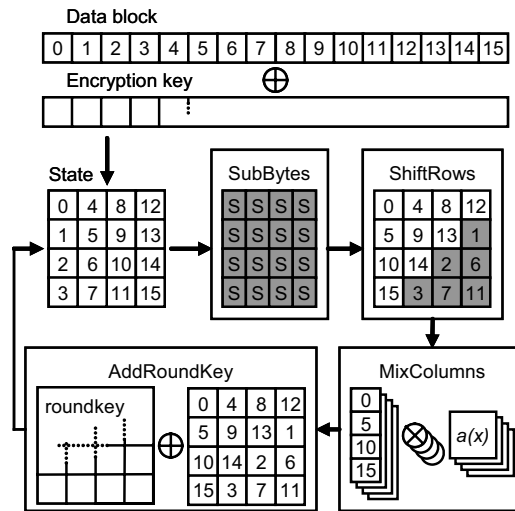 Data block
0 1 2 3 4 5 6 7 8 9 10 11 12 13 14 15
Encryption key
State
0 4 8 12
1 5 9 13
2 6 10 14
3 7 11 15
SubBytes
S S S S
S S S S
S S S S
S S S S
ShiftRows
0 4 8 12
5 9 13 1
10 14 2 6
15 3 7 11
AddRoundKey
roundkey
0 4 8 12
5 9 13 1
10 14 2 6
15 3 7 11
MixColumns
0
5
10
15
a(x)